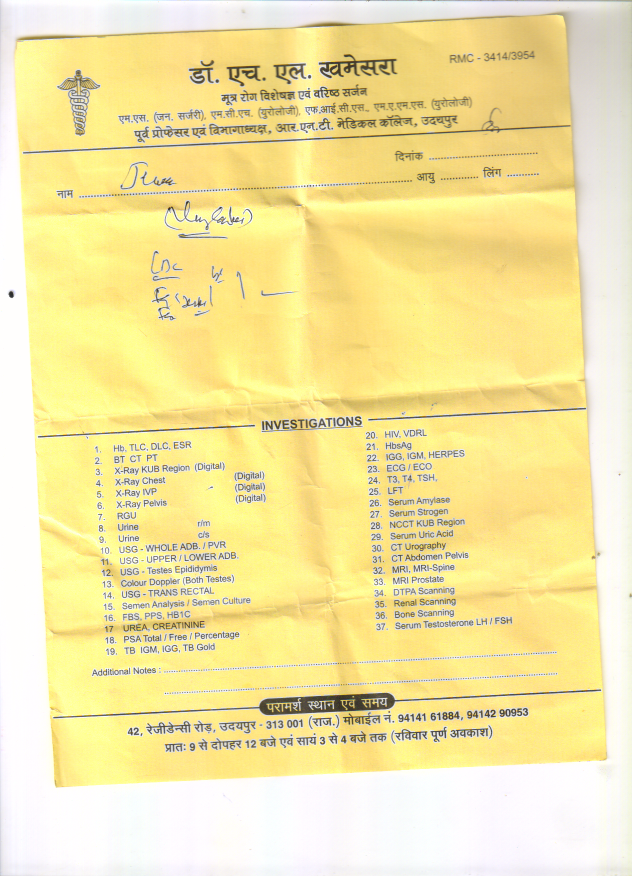 डॉ. एच. एल. खमेसरा
RMC - 3414/3954
मूत्र रोग विशेषज्ञ एवं वरिष्ठ सर्जन
एम.एस. (जन. सर्जरी), एम.सी.एच. (युरोलोजी), एफ.आई.सी.एस., एम.ए.एम.एस. (युरोलोजी)
पूर्व प्रोफेसर एवं विभागाध्यक्ष, आर.एन.टी. मेडिकल कॉलेज, उदयपुर
दिनांक
नाम आयु लिंग
CBC
INVESTIGATIONS
1. Hb, TLC, DLC, ESR
2. BT CT PT
3. X-Ray KUB Region (Digital)
4. X-Ray Chest (Digital)
5. X-Ray IVP (Digital)
6. X-Ray Pelvis (Digital)
7. RGU
8. Urine r/m
9. Urine c/s
10. USG - WHOLE ADB. / PVR
11. USG - UPPER / LOWER ADB.
12. USG - Testes Epididymis
13. Colour Doppler (Both Testes)
14. USG - TRANS RECTAL
15. Semen Analysis / Semen Culture
16. FBS, PPS, HB1C
17 UREA, CREATININE
18. PSA Total / Free / Percentage
19. TB IGM, IGG, TB Gold
20. HIV, VDRL
21. HbsAg
22. IGG, IGM, HERPES
23. ECG / ECO
24. T3, T4, TSH,
25. LFT
26. Serum Amylase
27. Serum Strogen
28. NCCT KUB Region
29. Serum Uric Acid
30. CT Urography
31. CT Abdomen Pelvis
32. MRI, MRI-Spine
33. MRI Prostate
34. DTPA Scanning
35. Renal Scanning
36. Bone Scanning
37. Serum Testosterone LH / FSH
Additional Notes :
परामर्श स्थान एवं समय
42, रेजीडेन्सी रोड़, उदयपुर - 313 001 (राज.) मोबाईल नं. 94141 61884, 94142 90953
प्रातः 9 से दोपहर 12 बजे एवं सायं 3 से 4 बजे तक (रविवार पूर्ण अवकाश)